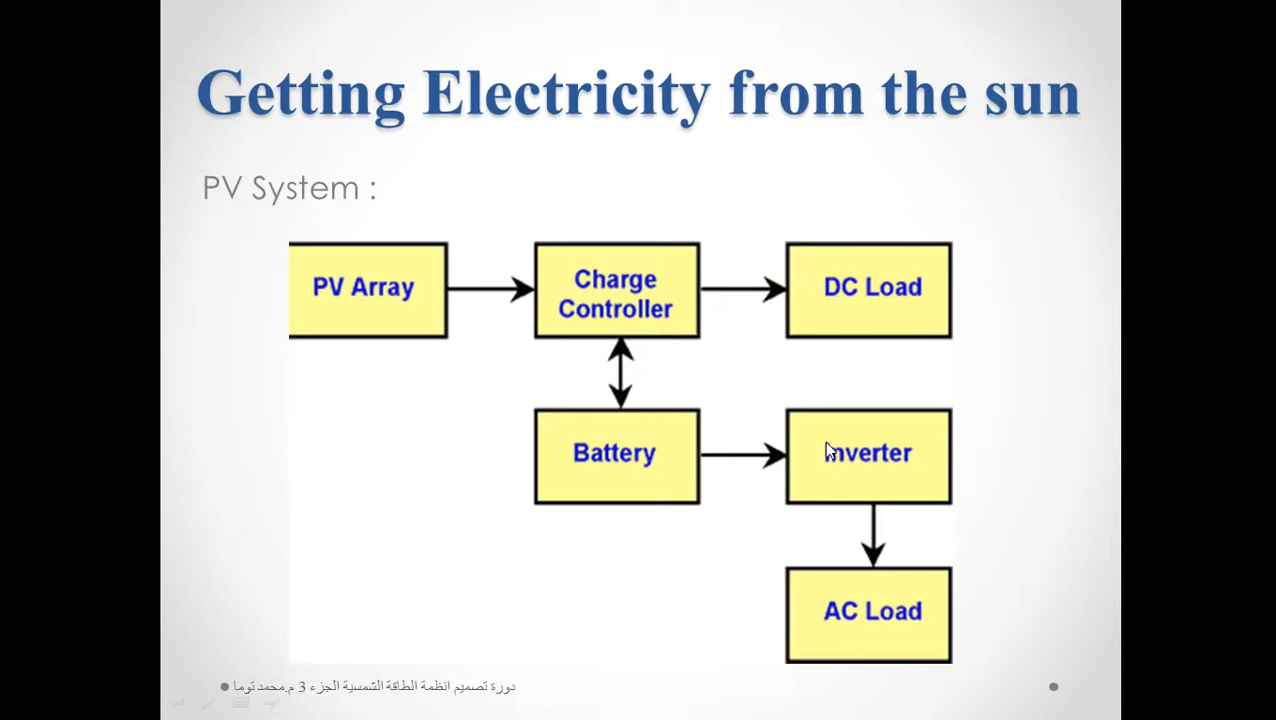 Getting Electricity from the sun
PV System :
PV Array
Charge
Controller
DC Load
Battery
Inverter
AC Load
دورة تصميم انظمة الطاقة الشمسية الجزء 3 م.محمد توما